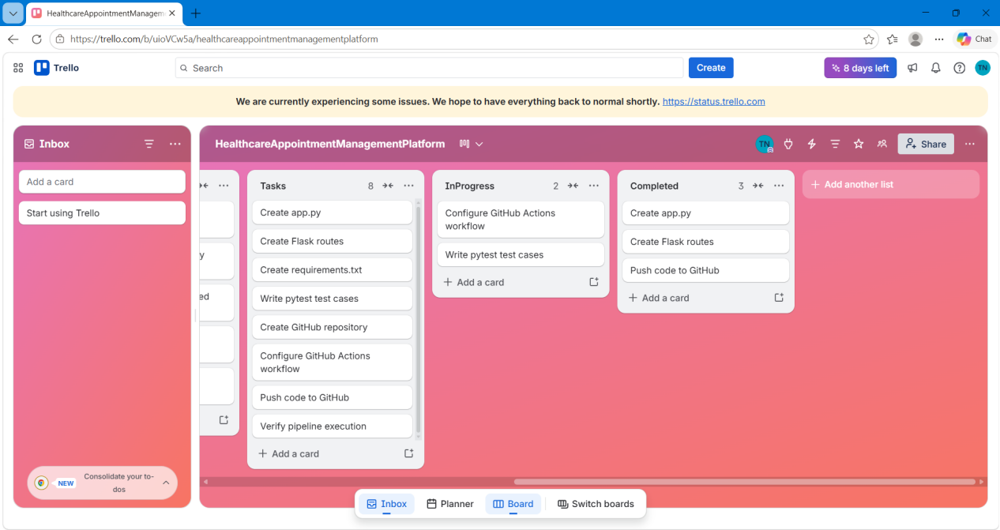 HealthcareAppointmentManagem
https://trello.com/b/uioVCw5a/healthcareappointmentmanagementplatform
Chat
Trello
Search
Create
8 days left
TN
We are currently experiencing some issues. We hope to have everything back to normal shortly. https://status.trello.com
Inbox
Add a card
Start using Trello
NEW
Consolidate your to-
dos
HealthcareAppointmentManagementPlatform
TN
Share
y
ed
Tasks
8
Create app.py
Create Flask routes
Create requirements.txt
Write pytest test cases
Create GitHub repository
Configure GitHub Actions
workflow
Push code to GitHub
Verify pipeline execution
Add a card
InProgress
2
Configure GitHub Actions
workflow
Write pytest test cases
Add a card
Completed
3
Create app.py
Create Flask routes
Push code to GitHub
Add a card
Add another list
Inbox
Planner
Board
Switch boards